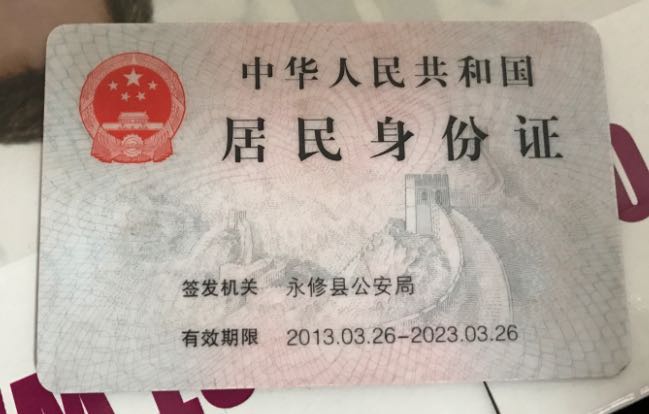 中华人民共和国
居民身份证
签发机关 永修县公安局
有效期限 2013.03.26-2023.03.26